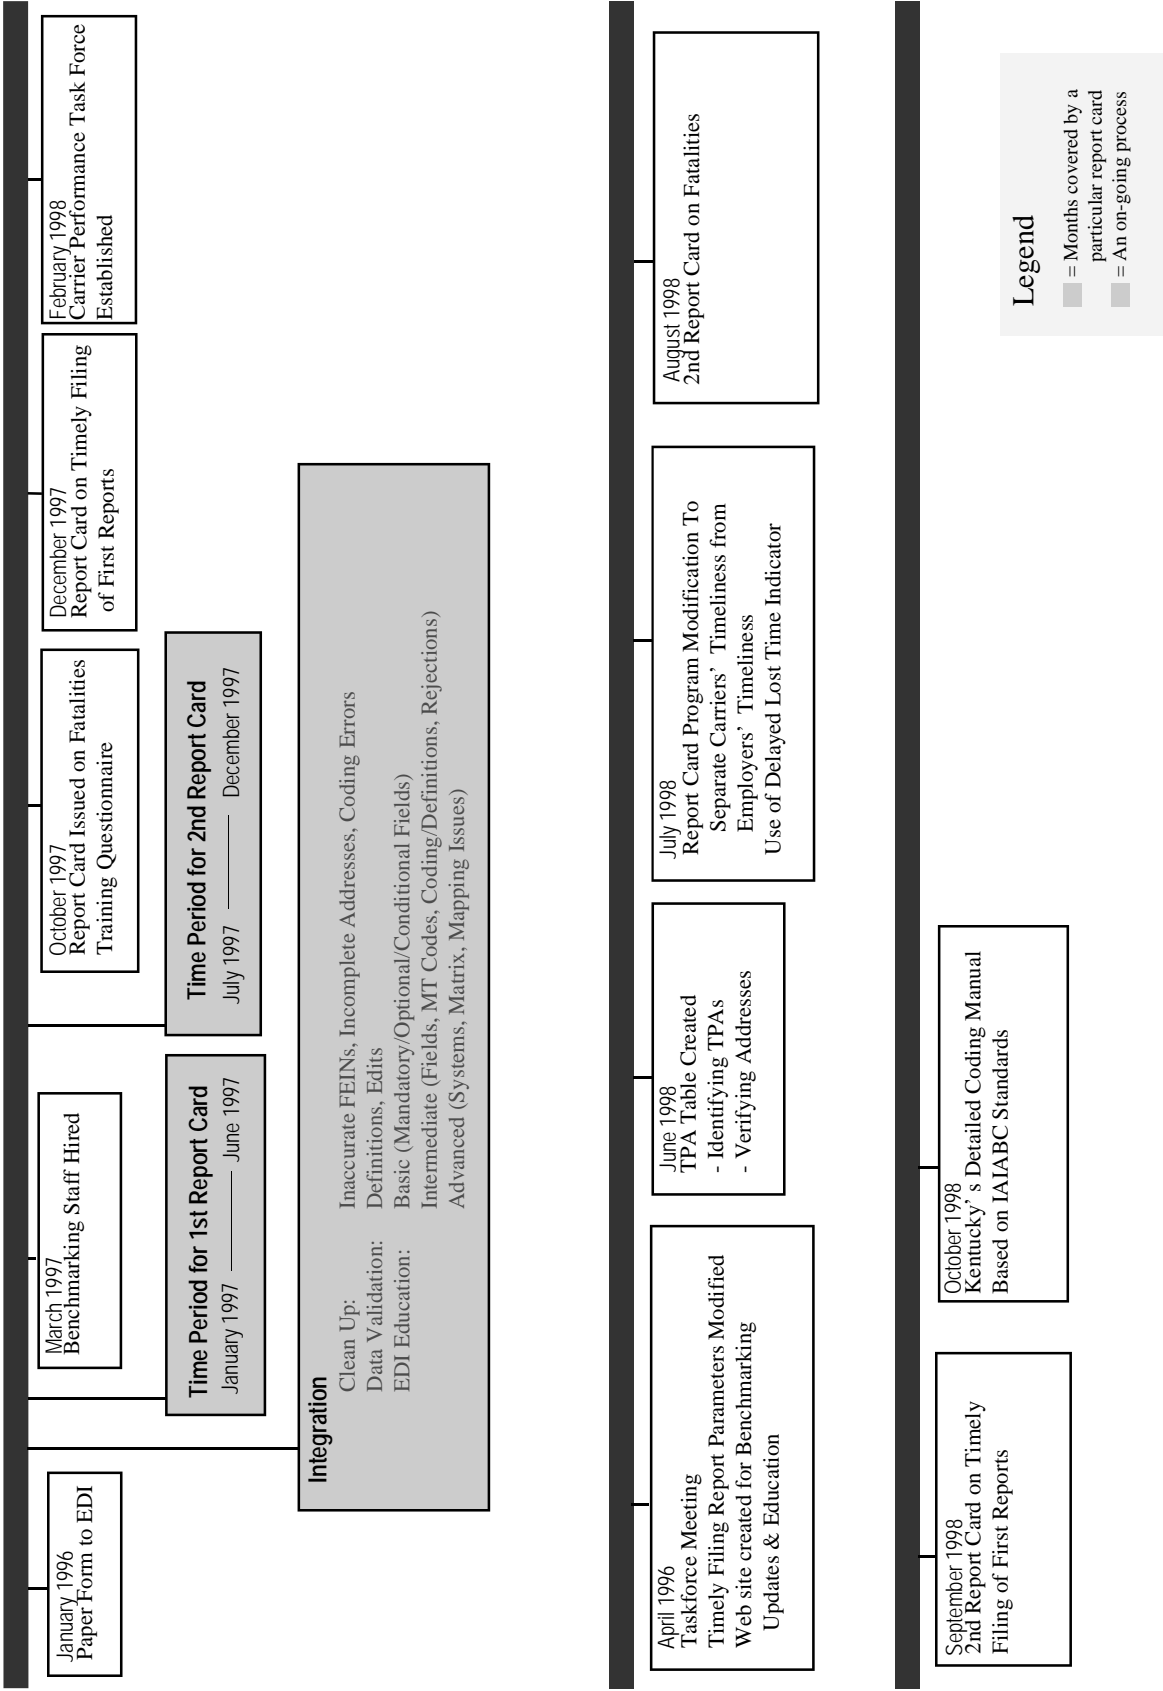 January 1996
Paper Form to EDI
March 1997
Benchmarking Staff Hired
October 1997
Report Card Issued on Fatalities
Training Questionnaire
December 1997
Report Card on Timely Filing
of First Reports
February 1998
Carrier Performance Task Force
Established
Time Period for 1st Report Card
January 1997 June 1997
Time Period for 2nd Report Card
July 1997 December 1997
Integration
Clean Up: Inaccurate FEINs, Incomplete Addresses, Coding Errors
Data Validation: Definitions, Edits
EDI Education: Basic (Mandatory/Optional/Conditional Fields)
Intermediate (Fields, MT Codes, Coding/Definitions, Rejections)
Advanced (Systems, Matrix, Mapping Issues)
April 1996
Taskforce Meeting
Timely Filing Report Parameters Modified
Web site created for Benchmarking
Updates & Education
June 1998
TPA Table Created
- Identifying TPAs
- Verifying Addresses
July 1998
Report Card Program Modification To
Separate Carriers' Timeliness from
Employers' Timeliness
Use of Delayed Lost Time Indicator
August 1998
2nd Report Card on Fatalities
September 1998
2nd Report Card on Timely
Filing of First Reports
October 1998
Kentucky' s Detailed Coding Manual
Based on IAIABC Standards
Legend
= Months covered by a
particular report card
= An on-going process